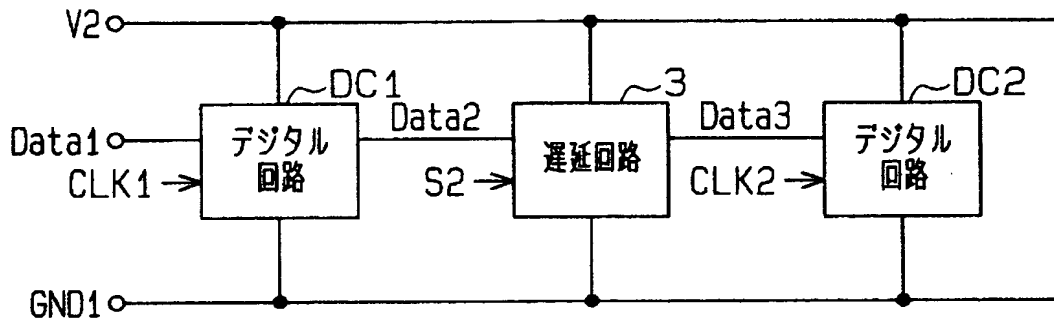 V2
DC1
3
DC2
Data1
デジタル
回路
Data2
遅延回路
Data3
デジタル
回路
CLK1
S2
CLK2
GND1